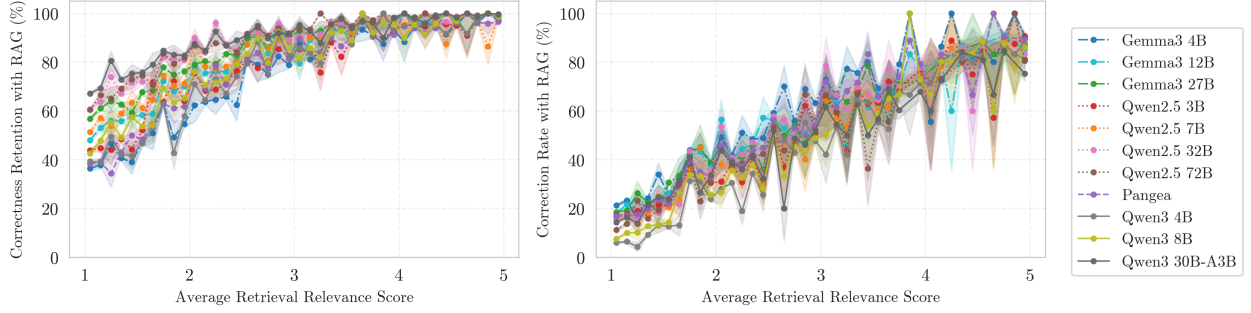 Correctness Retention with RAG (%)
100
80
60
40
20
0
1 2 3 4 5
Average Retrieval Relevance Score
Correction Rate with RAG (%)
100
80
60
40
20
0
1 2 3 4 5
Average Retrieval Relevance Score
Gemma3 4B
Gemma3 12B
Gemma3 27B
Qwen2.5 3B
Qwen2.5 7B
Qwen2.5 32B
Qwen2.5 72B
Pangea
Qwen3 4B
Qwen3 8B
Qwen3 30B-A3B